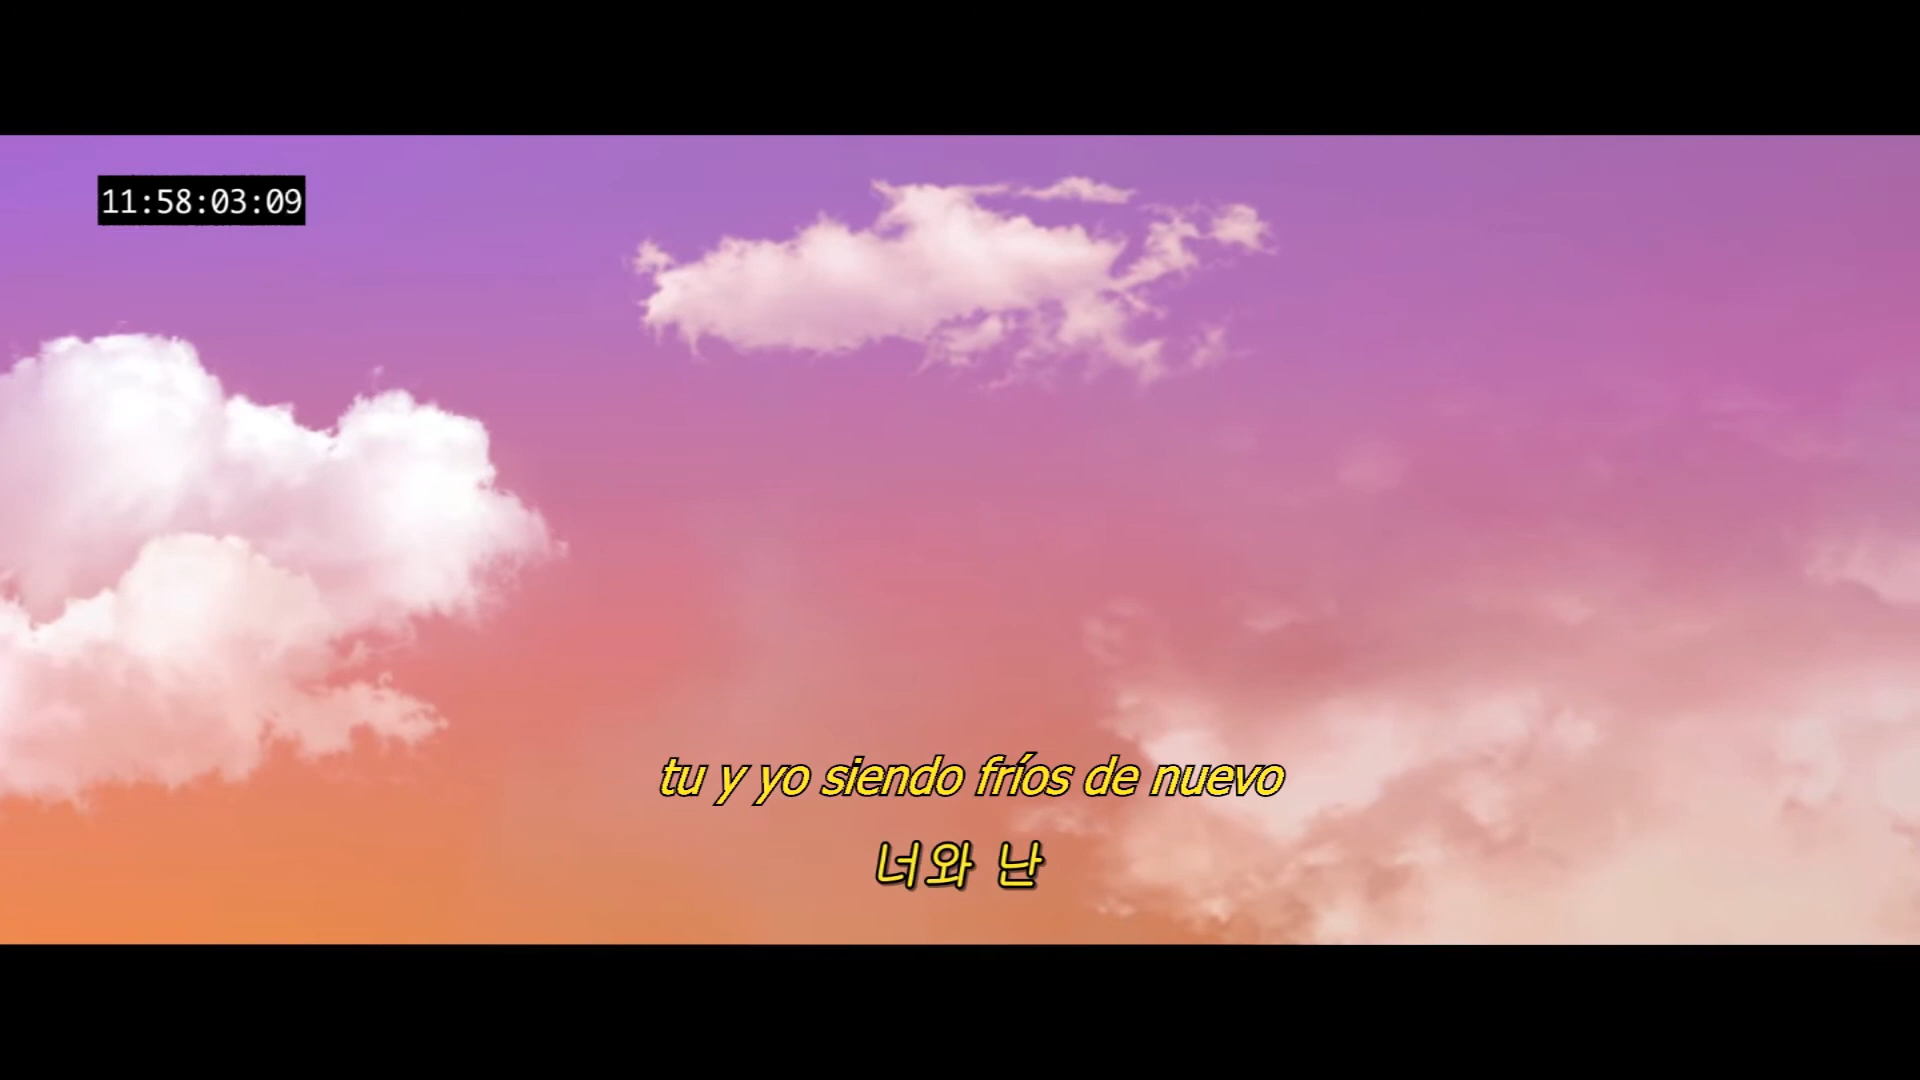 11:58:03:09
tu y yo siendo fríos de nuevo
너와 난